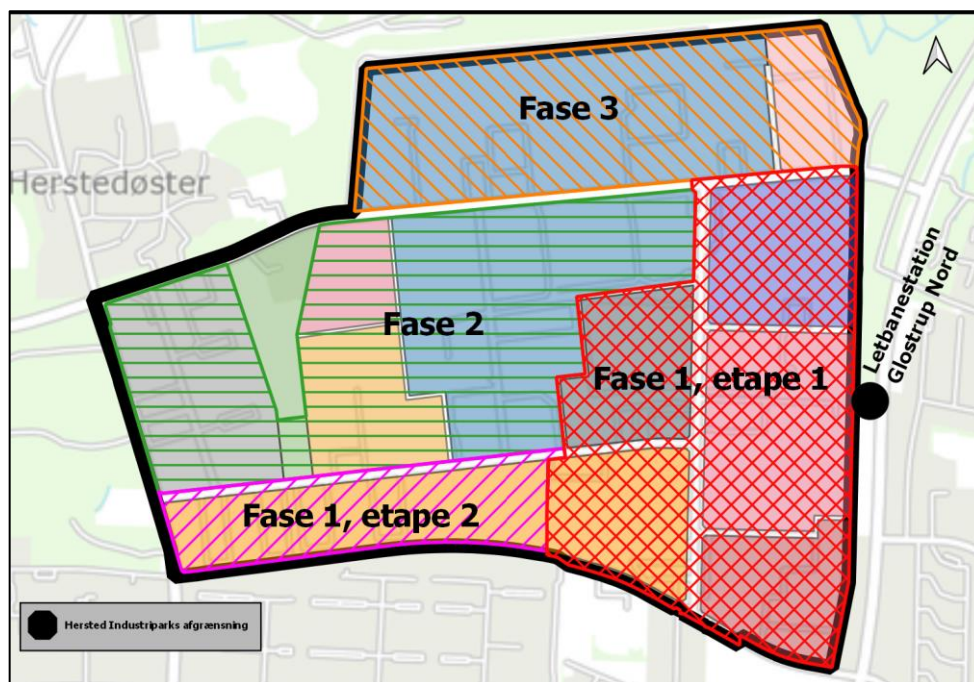 Fase 3
Herstedøster
Fase 2
Letbanestation
Glostrup Nord
Fase 1, etape 1
Fase 1, etape 2
Hersted Industriparks afgrænsning